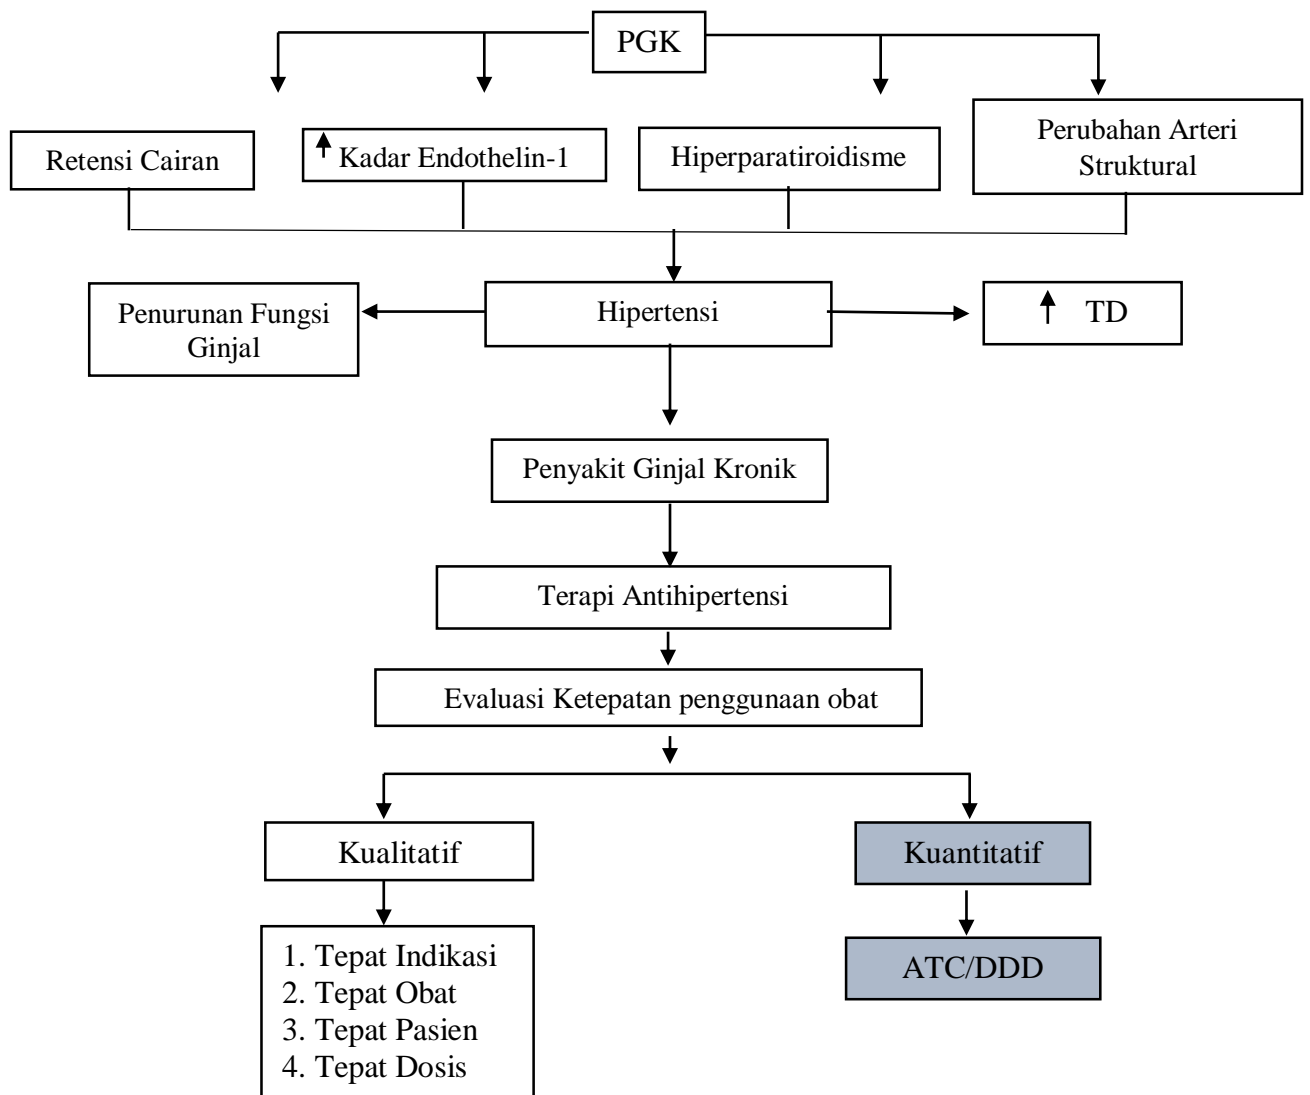 PGK
Retensi Cairan
Kadar Endothelin-1
Hiperparatiroidisme
Perubahan Arteri
Struktural
Penurunan Fungsi
Ginjal
Hipertensi
TD
Penyakit Ginjal Kronik
Terapi Antihipertensi
Evaluasi Ketepatan penggunaan obat
Kualitatif
Kuantitatif
1. Tepat Indikasi
2. Tepat Obat
3. Tepat Pasien
4. Tepat Dosis
ATC/DDD